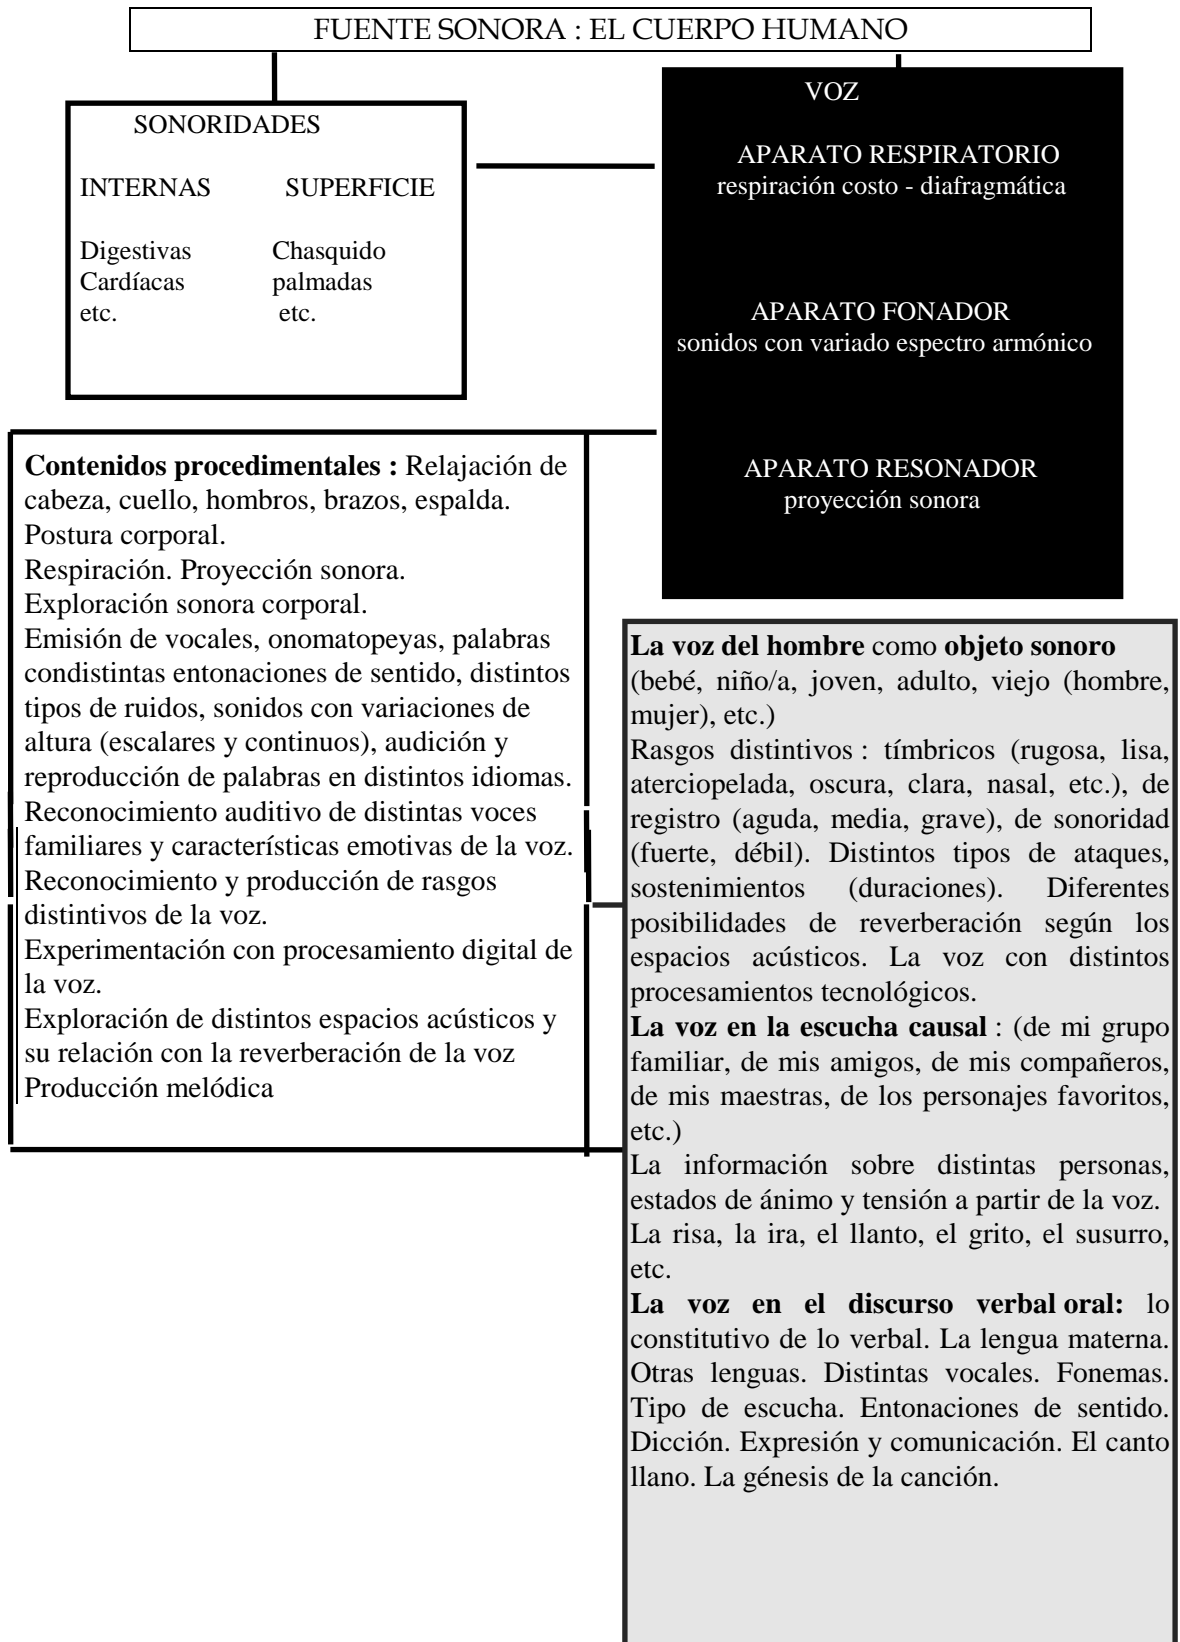 FUENTE SONORA : EL CUERPO HUMANO
SONORIDADES
INTERNAS SUPERFICIE
Digestivas Chasquido
Cardíacas palmadas
etc. etc.
VOZ
APARATO RESPIRATORIO
respiración costo - diafragmática
APARATO FONADOR
sonidos con variado espectro armónico
APARATO RESONADOR
proyección sonora
Contenidos procedimentales : Relajación de
cabeza, cuello, hombros, brazos, espalda.
Postura corporal.
Respiración. Proyección sonora.
Exploración sonora corporal.
Emisión de vocales, onomatopeyas, palabras
condistintas entonaciones de sentido, distintos
tipos de ruidos, sonidos con variaciones de
altura (escalares y continuos), audición y
reproducción de palabras en distintos idiomas.
Reconocimiento auditivo de distintas voces
familiares y características emotivas de la voz.
Reconocimiento y producción de rasgos
distintivos de la voz.
Experimentación con procesamiento digital de
la voz.
Exploración de distintos espacios acústicos y
su relación con la reverberación de la voz
Producción melódica
La voz del hombre como objeto sonoro
(bebé, niño/a, joven, adulto, viejo (hombre,
mujer), etc.)
Rasgos distintivos : tímbricos (rugosa, lisa,
aterciopelada, oscura, clara, nasal, etc.), de
registro (aguda, media, grave), de sonoridad
(fuerte, débil). Distintos tipos de ataques,
sostenimientos (duraciones). Diferentes
posibilidades de reverberación según los
espacios acústicos. La voz con distintos
procesamientos tecnológicos.
La voz en la escucha causal : (de mi grupo
familiar, de mis amigos, de mis compañeros,
de mis maestras, de los personajes favoritos,
etc.)
La información sobre distintas personas,
estados de ánimo y tensión a partir de la voz.
La risa, la ira, el llanto, el grito, el susurro,
etc.
La voz en el discurso verbal oral: lo
constitutivo de lo verbal. La lengua materna.
Otras lenguas. Distintas vocales. Fonemas.
Tipo de escucha. Entonaciones de sentido.
Dicción. Expresión y comunicación. El canto
llano. La génesis de la canción.